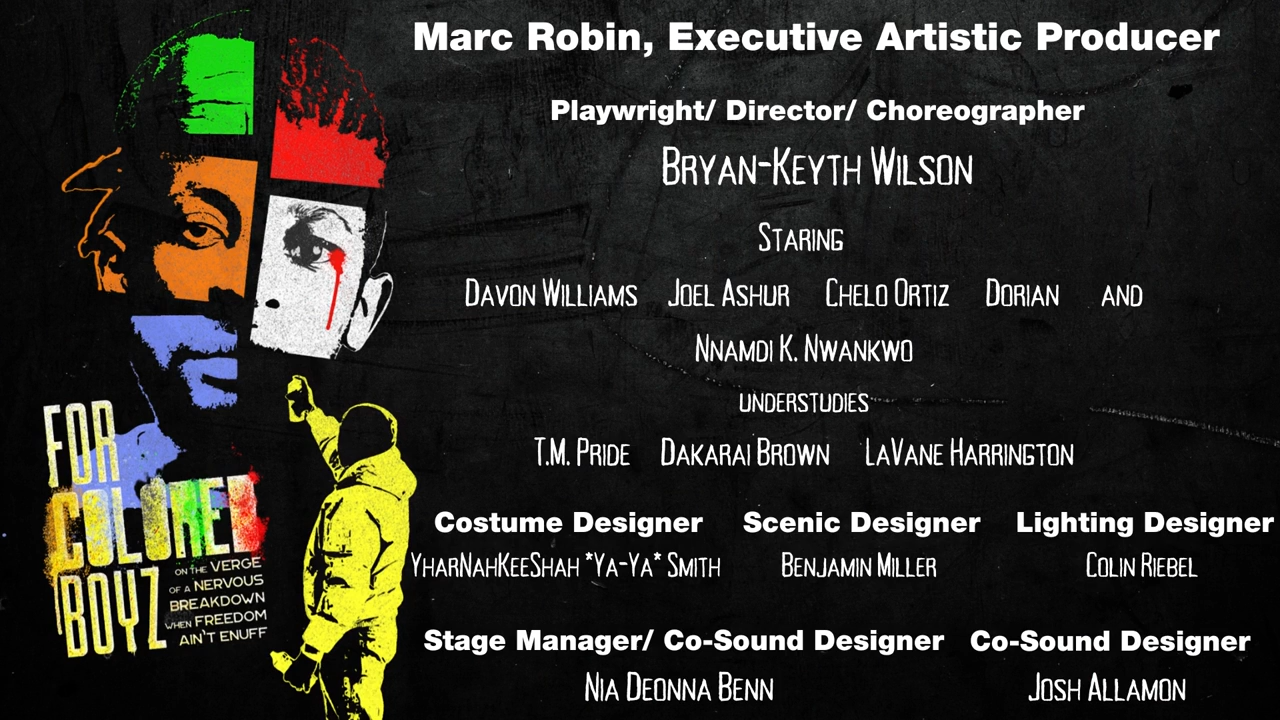 Marc Robin, Executive Artistic Producer
Playwright/ Director/ Choreographer
Bryan-Keyth Wilson
Staring
Davon Williams Joel Ashur Chelo Ortiz Dorian and
Nnamdi K. Nwankwo
understudies
T.M. Pride Dakarai Brown LaVane Harrington
Costume Designer Scenic Designer Lighting Designer
YharNahKeeShah *Ya-Ya* Smith Benjamin Miller Colin Riebel
Stage Manager/ Co-Sound Designer Co-Sound Designer
Nia Deonna Benn Josh Allamon
FOR
COLORED
BOYZ
ON THE VERGE
OF A NERVOUS
BREAKDOWN
WHEN FREEDOM
AIN'T ENUFF